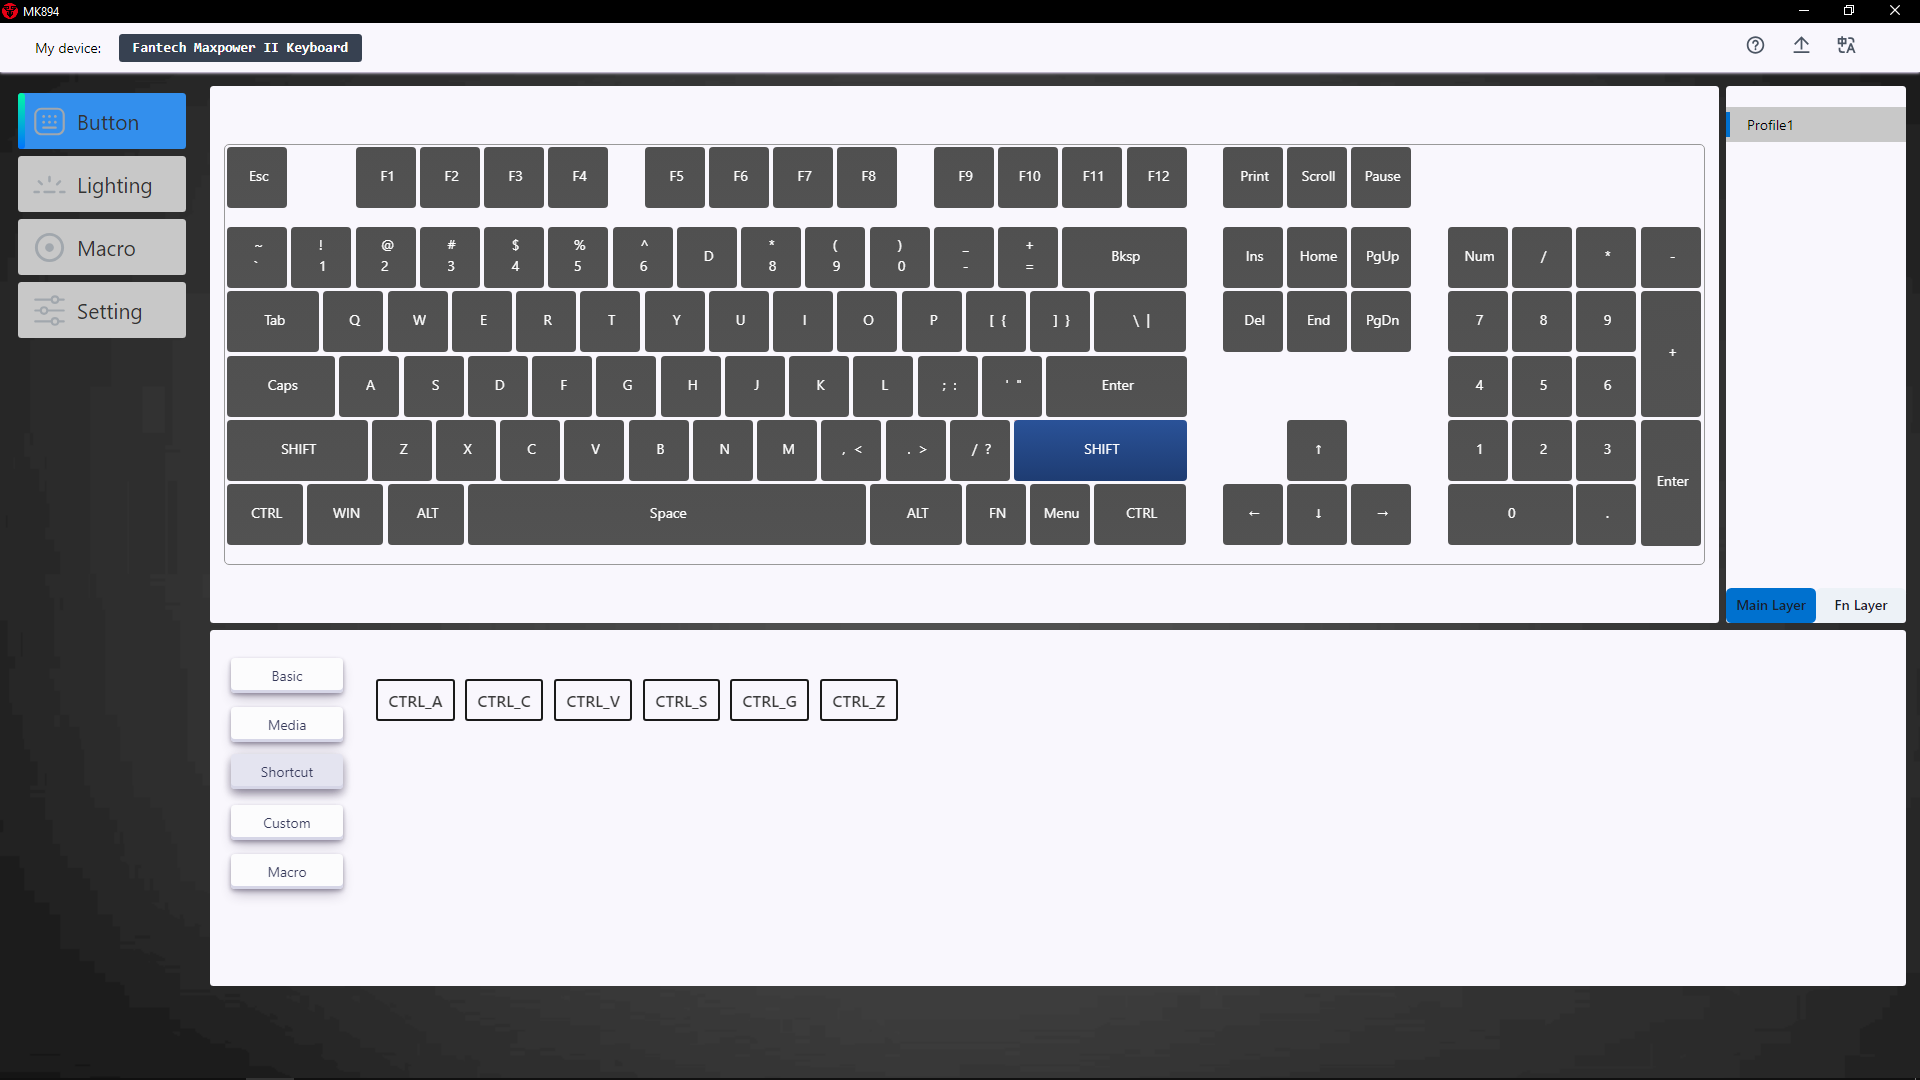 MK894
My device: Fantech Maxpower II Keyboard
Button
Lighting
Macro
Setting
Esc F1 F2 F3 F4 F5 F6 F7 F8 F9 F10 F11 F12 Print Scroll Pause
~ ! @ # $ % ^ D * ( ) _ + Bksp Ins Home PgUp Num / * -
` 1 2 3 4 5 6 8 9 0 - =
Tab Q W E R T Y U I O P [ { ] } \ | Del End PgDn 7 8 9 +
Caps A S D F G H J K L ; : ' " Enter 4 5 6
SHIFT Z X C V B N M , < . > / ? SHIFT ↑ 1 2 3 Enter
CTRL WIN ALT Space ALT FN Menu CTRL ← ↓ → 0 .
Profile1
Main Layer Fn Layer
Basic
Media
Shortcut
Custom
Macro
CTRL_A CTRL_C CTRL_V CTRL_S CTRL_G CTRL_Z